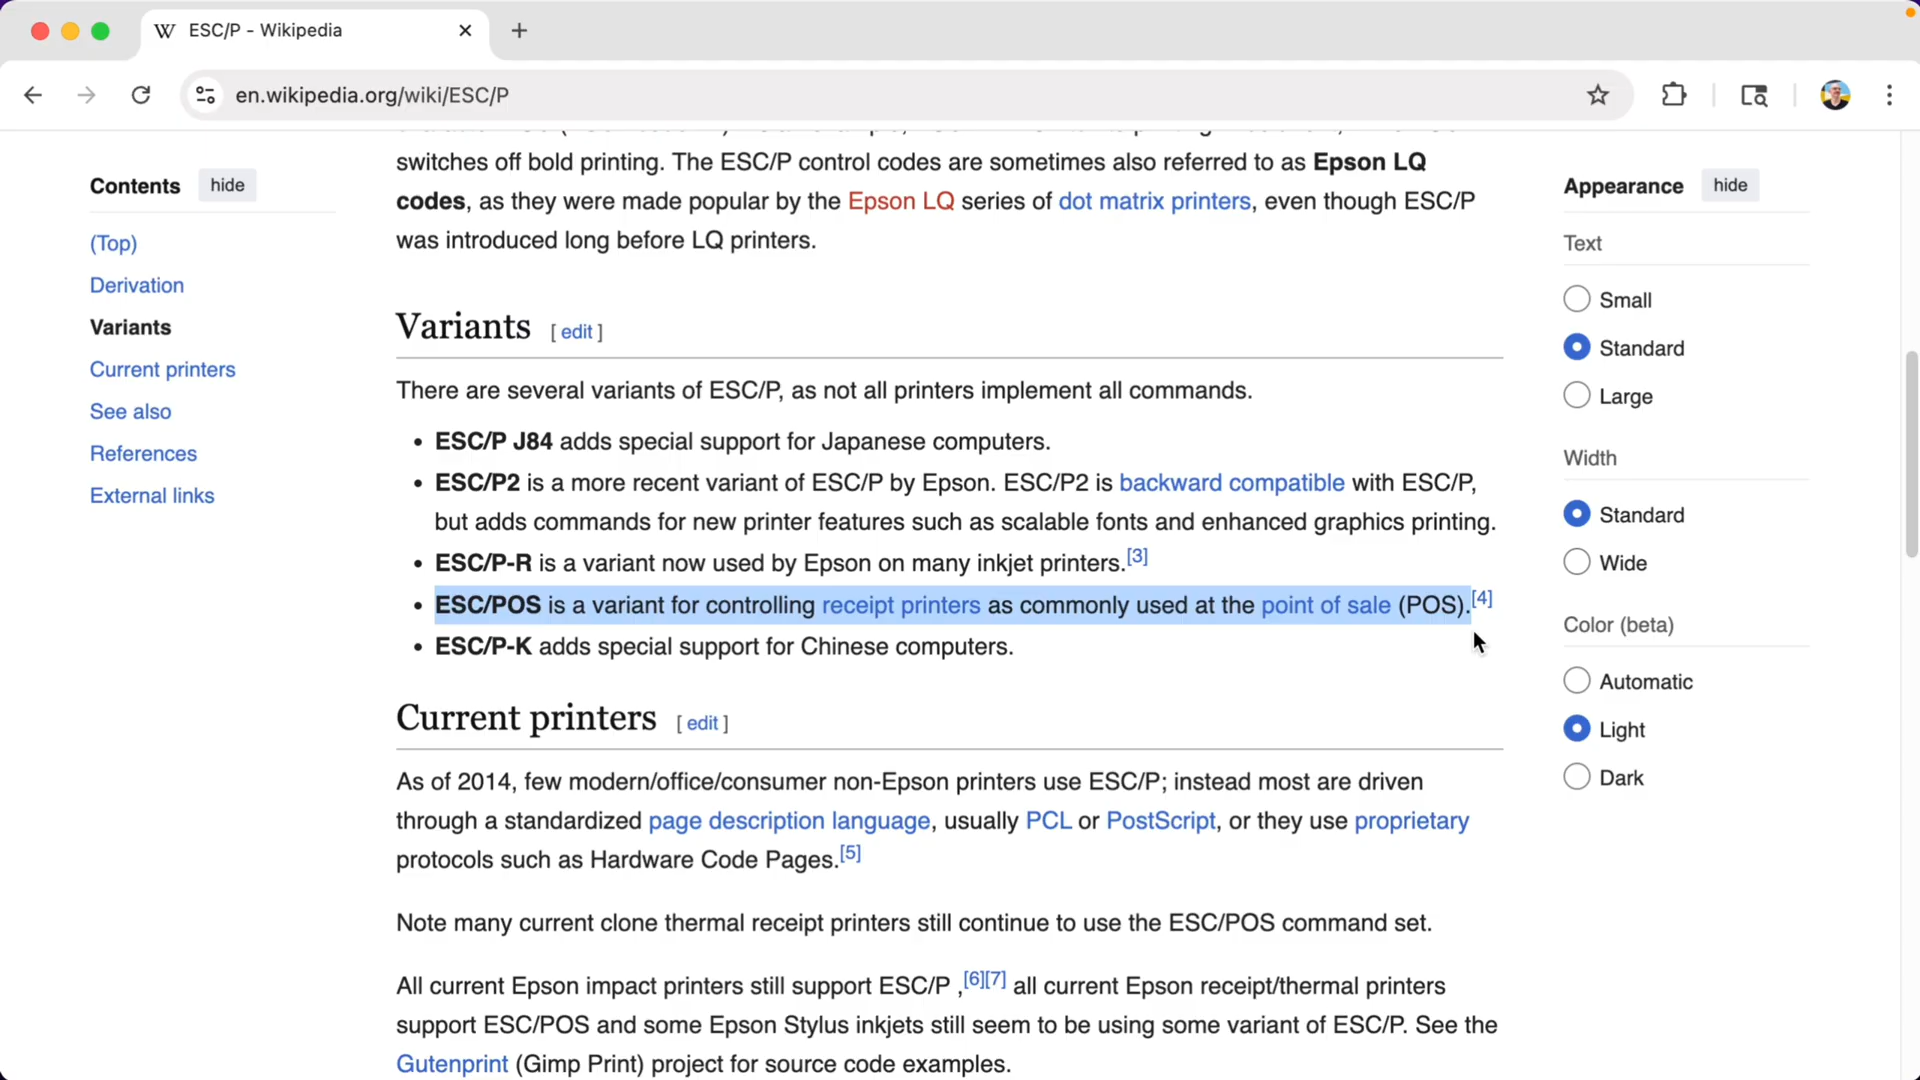 ESC/P - Wikipedia
en.wikipedia.org/wiki/ESC/P
Contents hide
(Top)
Derivation
Variants
Current printers
See also
References
External links
switches off bold printing. The ESC/P control codes are sometimes also referred to as Epson LQ
codes, as they were made popular by the Epson LQ series of dot matrix printers, even though ESC/P
was introduced long before LQ printers.
Variants [ edit ]
There are several variants of ESC/P, as not all printers implement all commands.
• ESC/P J84 adds special support for Japanese computers.
• ESC/P2 is a more recent variant of ESC/P by Epson. ESC/P2 is backward compatible with ESC/P,
but adds commands for new printer features such as scalable fonts and enhanced graphics printing.
• ESC/P-R is a variant now used by Epson on many inkjet printers.[3]
• ESC/POS is a variant for controlling receipt printers as commonly used at the point of sale (POS).[4]
• ESC/P-K adds special support for Chinese computers.
Current printers [ edit ]
As of 2014, few modern/office/consumer non-Epson printers use ESC/P; instead most are driven
through a standardized page description language, usually PCL or PostScript, or they use proprietary
protocols such as Hardware Code Pages.[5]
Note many current clone thermal receipt printers still continue to use the ESC/POS command set.
All current Epson impact printers still support ESC/P ,[6][7] all current Epson receipt/thermal printers
support ESC/POS and some Epson Stylus inkjets still seem to be using some variant of ESC/P. See the
Gutenprint (Gimp Print) project for source code examples.
Appearance hide
Text
Small
Standard
Large
Width
Standard
Wide
Color (beta)
Automatic
Light
Dark